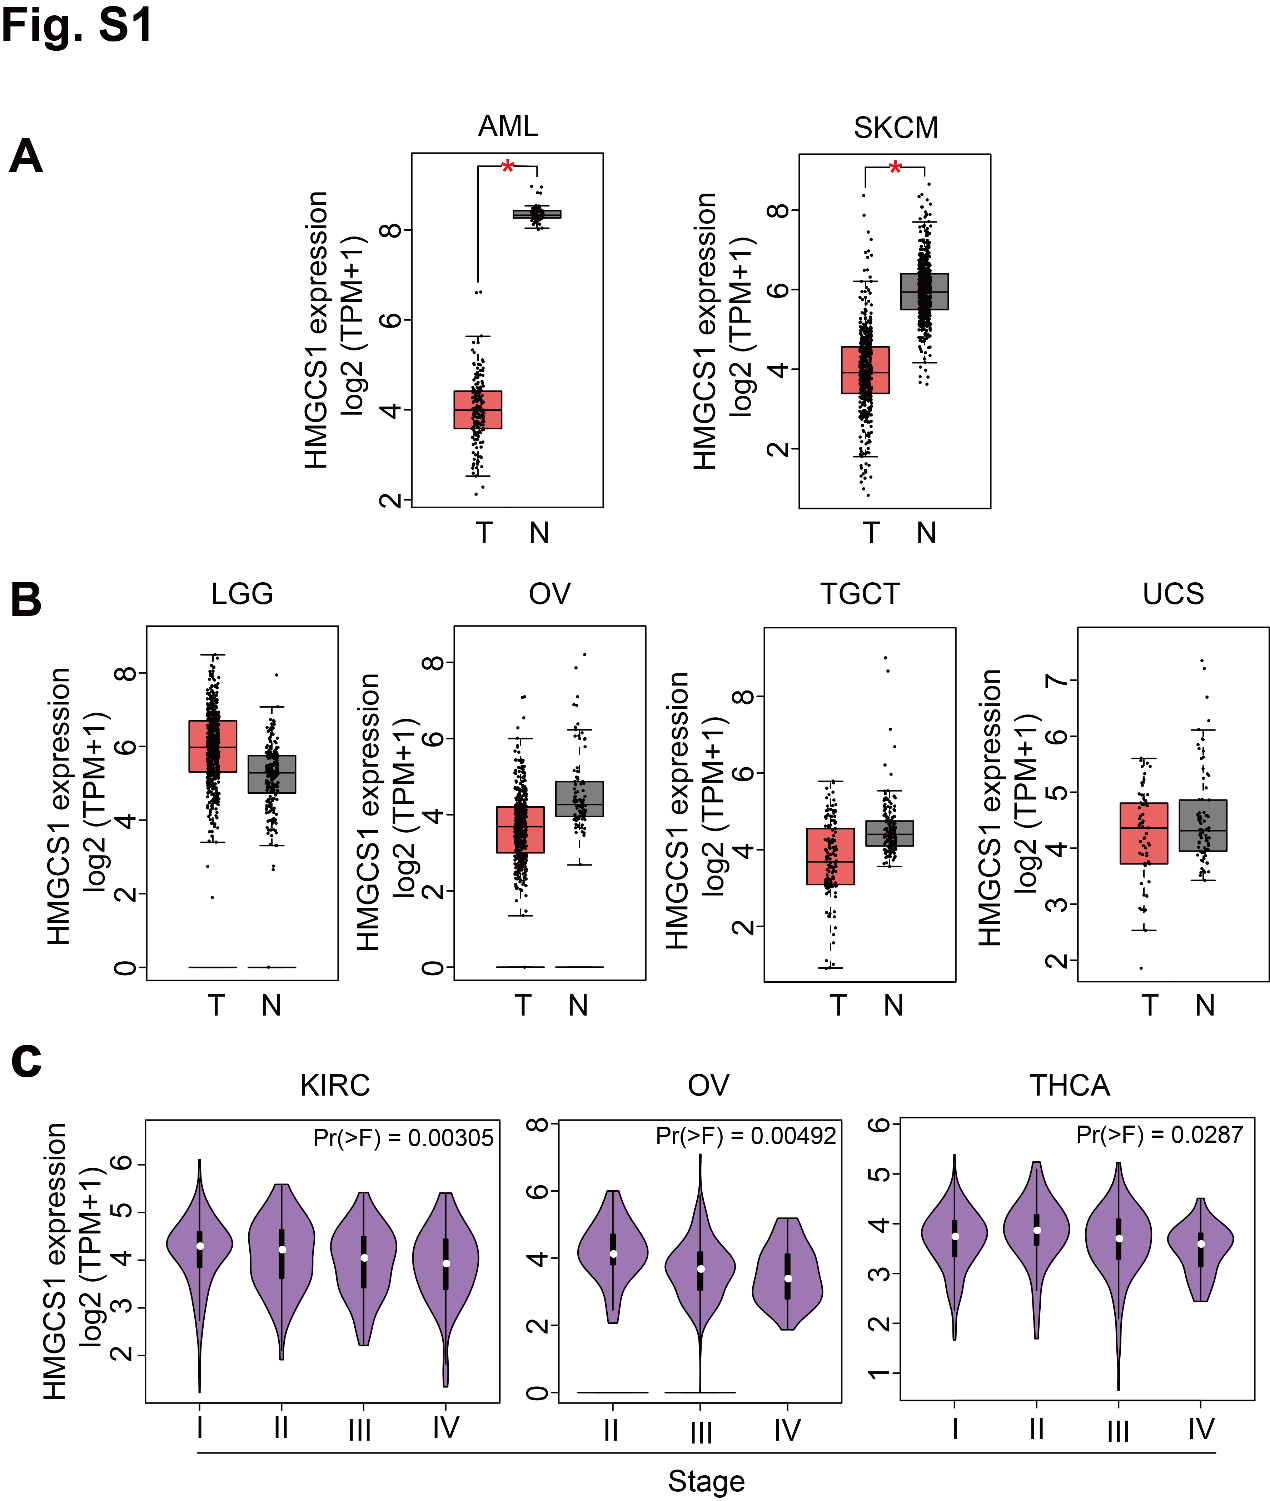 Fig. S1
A
AML
SKCM
HMGCS1 expression
log2 (TPM+1)
8
6
4
2
*
T N
HMGCS1 expression
log2 (TPM+1)
8
6
4
2
*
T N
B
LGG
OV
TGCT
UCS
HMGCS1 expression
log2 (TPM+1)
8
6
4
2
0
T N
HMGCS1 expression
log2 (TPM+1)
8
6
4
2
0
T N
HMGCS1 expression
log2 (TPM+1)
8
6
4
2
T N
HMGCS1 expression
log2 (TPM+1)
7
6
5
4
3
2
T N
C
KIRC
OV
THCA
HMGCS1 expression
log2 (TPM+1)
6
5
4
3
2
Pr(>F) = 0.00305
I II III IV
8
6
4
2
0
Pr(>F) = 0.00492
II III IV
6
5
4
3
2
1
Pr(>F) = 0.0287
I II III IV
Stage